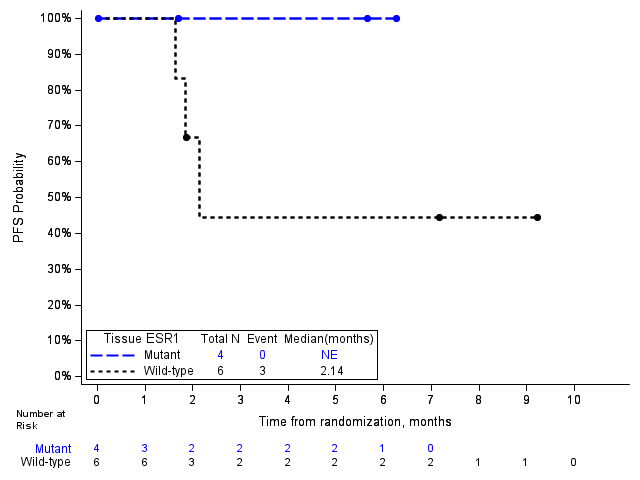 100%
90%
80%
70%
60%
50%
40%
30%
20%
10%
0%
PFS Probability
Tissue ESR1 Total N Event Median(months)
Mutant 4 0 NE
Wild-type 6 3 2.14
0 1 2 3 4 5 6 7 8 9 10
Time from randomization, months
Number at
Risk
Mutant 4 3 2 2 2 2 1 0
Wild-type 6 6 3 2 2 2 2 2 1 1 0